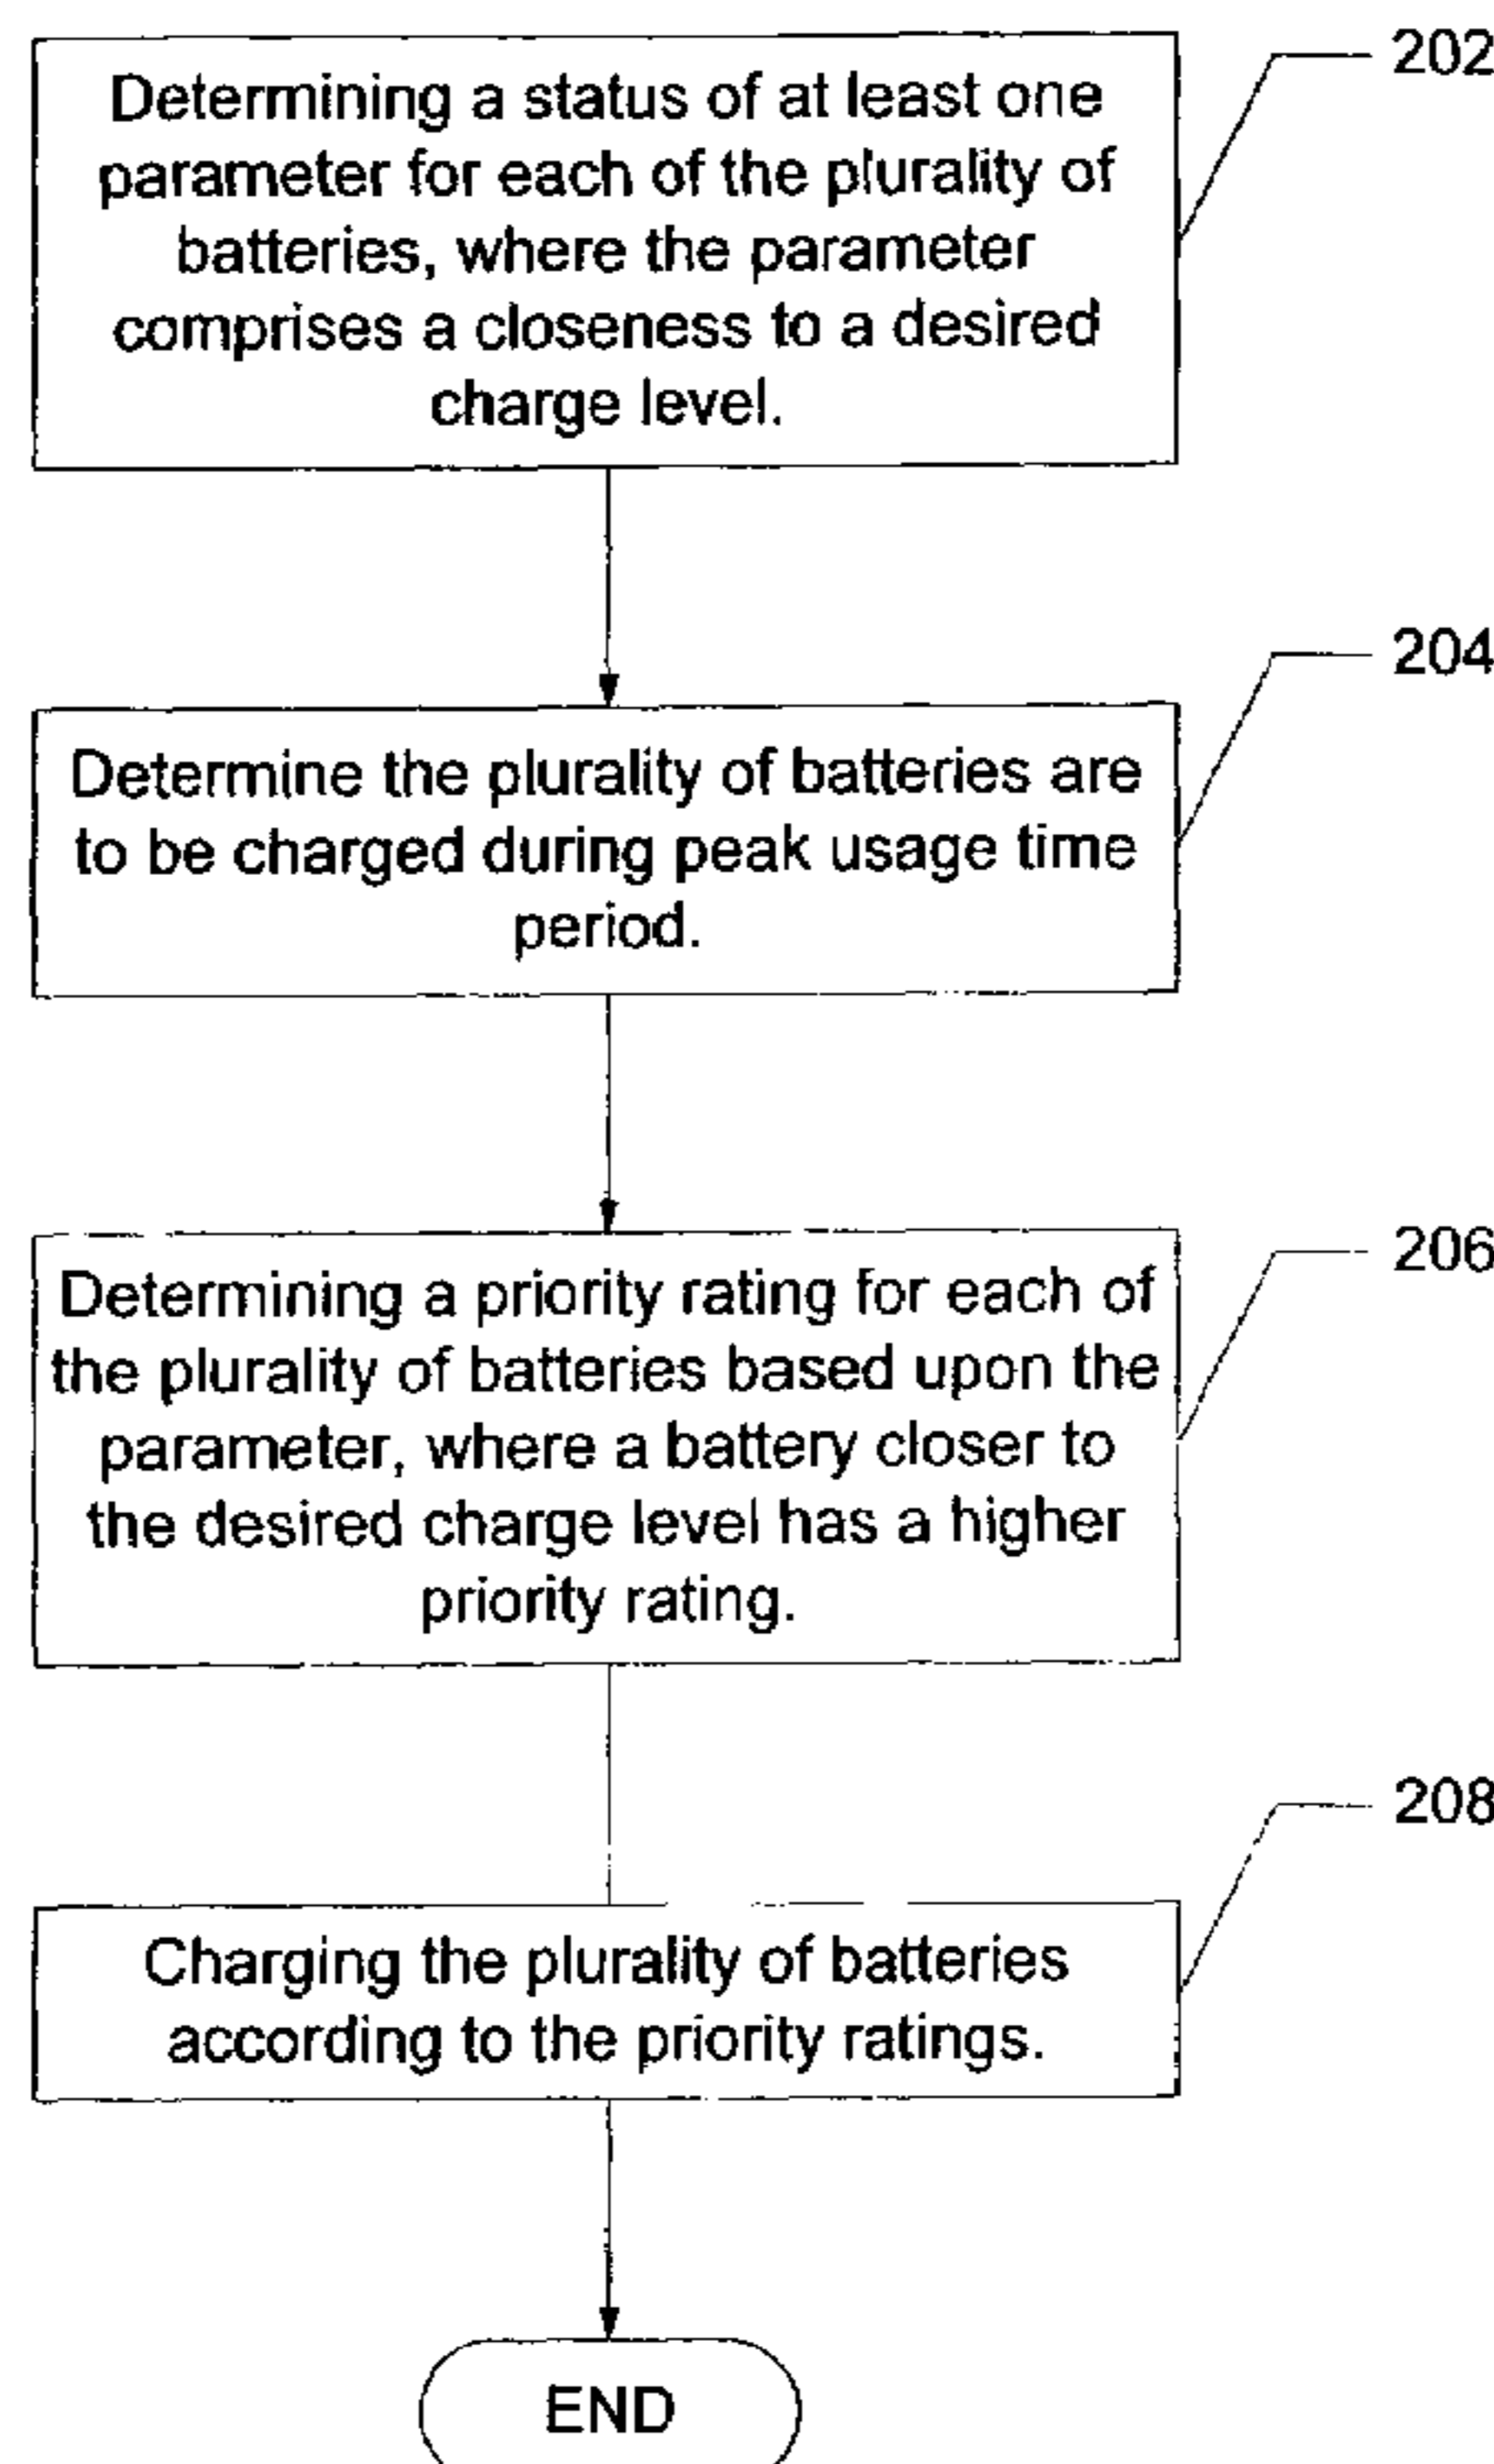 202
Determining a status of at least one
parameter for each of the plurality of
batteries, where the parameter
comprises a closeness to a desired
charge level.
204
Determine the plurality of batteries are
to be charged during peak usage time
period.
206
Determining a priority rating for each of
the plurality of batteries based upon the
parameter, where a battery closer to
the desired charge level has a higher
priority rating.
208
Charging the plurality of batteries
according to the priority ratings.
END